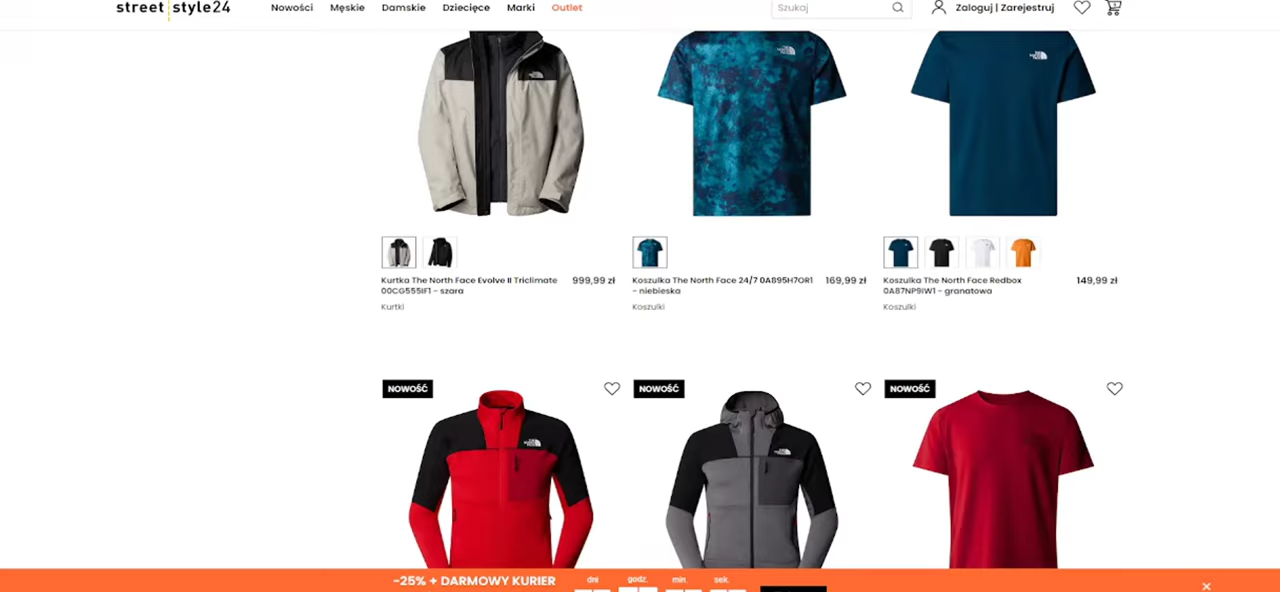 street style24
Nowości Męskie Damskie Dziecięce Marki Outlet
Szukaj
Zaloguj | Zarejestruj
Kurtka The North Face Evolve II Triclimate 999,99 zł
00CG555IF1 - szara
Kurtki
Koszulka The North Face 24/7 0A895H7OR1 169,99 zł
- niebieska
Koszulki
Koszulka The North Face Redbox 149,99 zł
0A87NP9IW1 - granatowa
Koszulki
NOWOŚĆ
NOWOŚĆ
NOWOŚĆ
-25% + DARMOWY KURIER
dni godz. min. sek.